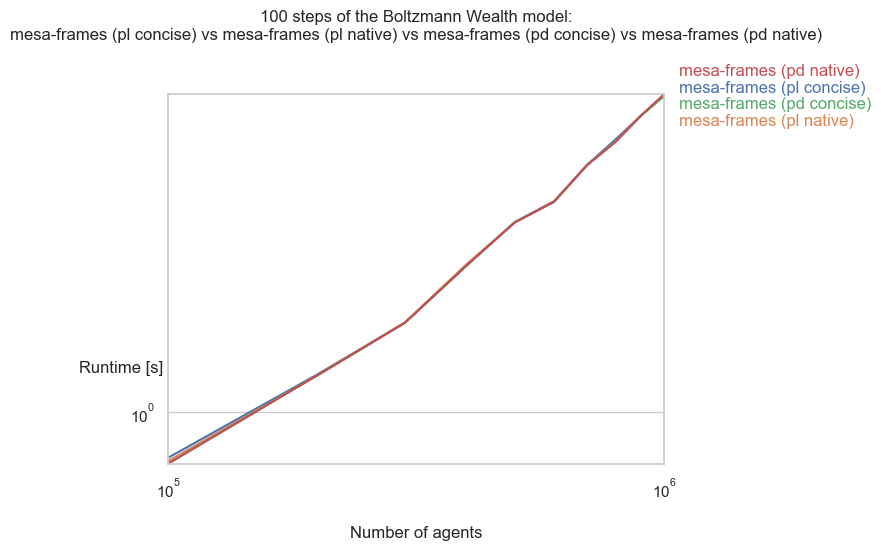 100 steps of the Boltzmann Wealth model:
mesa-frames (pl concise) vs mesa-frames (pl native) vs mesa-frames (pd concise) vs mesa-frames (pd native)
mesa-frames (pd native)
mesa-frames (pl concise)
mesa-frames (pd concise)
mesa-frames (pl native)
Runtime [s]
10^0
10^5
10^6
Number of agents